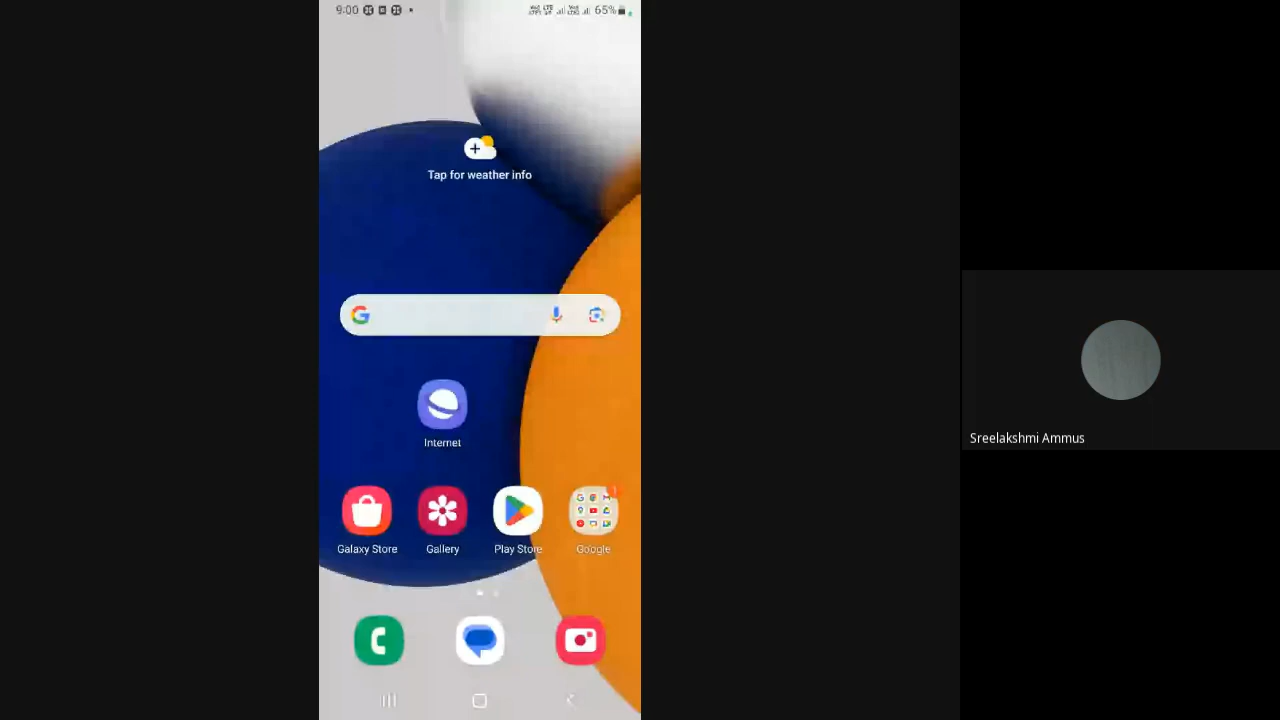 9:00
65%
Tap for weather info
Internet
Galaxy Store
Gallery
Play Store
Google
Sreelakshmi Ammus